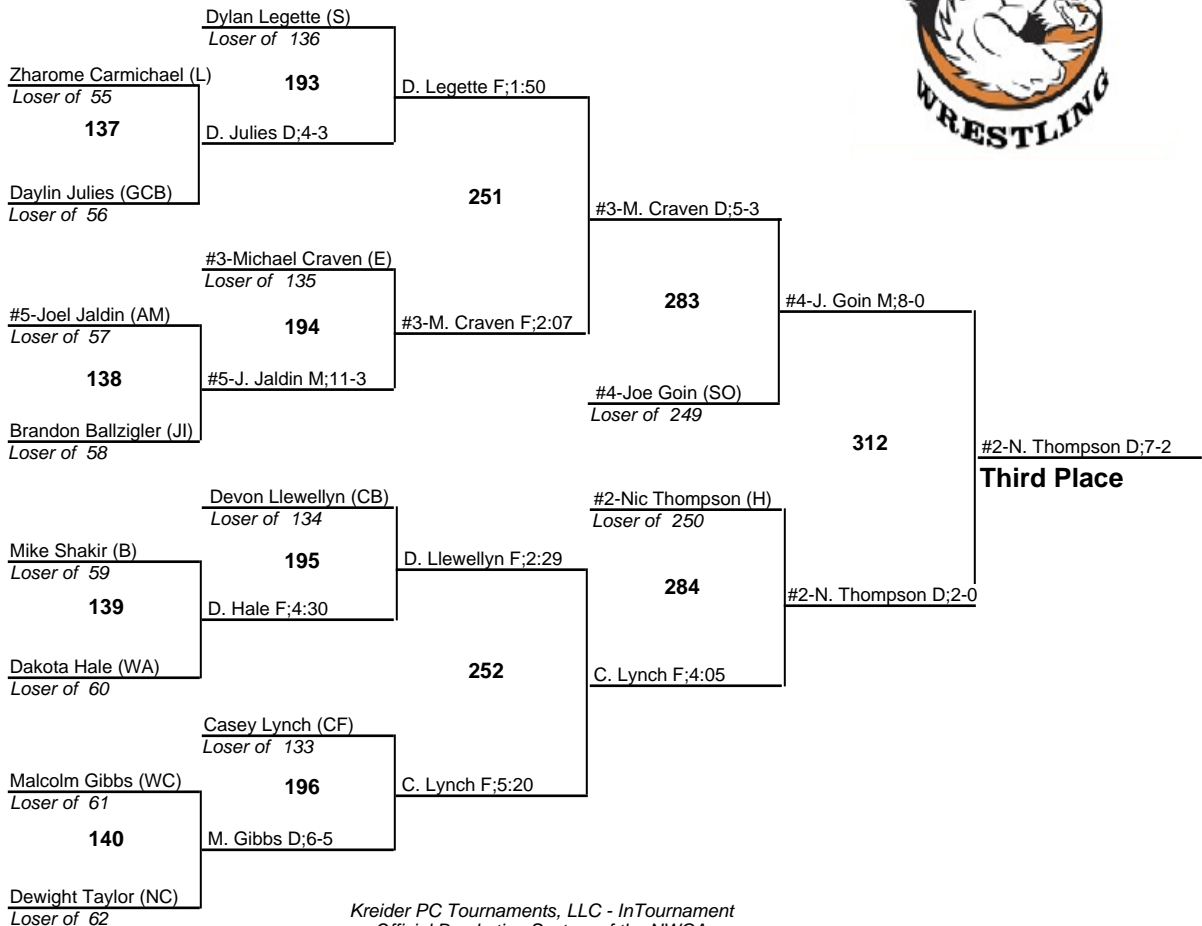 Dylan Legette (S)
Loser of 136
Zharome Carmichael (L)
Loser of 55
193
D. Legette F;1:50
137
D. Julies D;4-3
Daylin Julies (GCB)
Loser of 56
251
#3-M. Craven D;5-3
#3-Michael Craven (E)
Loser of 135
#5-Joel Jaldin (AM)
Loser of 57
194
#3-M. Craven F;2:07
283
#4-J. Goin M;8-0
138
#5-J. Jaldin M;11-3
#4-Joe Goin (SO)
Loser of 249
Brandon Ballzigler (JI)
Loser of 58
312
#2-N. Thompson D;7-2
Third Place
Devon Llewellyn (CB)
Loser of 134
#2-Nic Thompson (H)
Loser of 250
Mike Shakir (B)
Loser of 59
195
D. Llewellyn F;2:29
284
139
D. Hale F;4:30
#2-N. Thompson D;2-0
Dakota Hale (WA)
Loser of 60
252
C. Lynch F;4:05
Casey Lynch (CF)
Loser of 133
Malcolm Gibbs (WC)
Loser of 61
196
C. Lynch F;5:20
140
M. Gibbs D;6-5
Dewight Taylor (NC)
Loser of 62
Kreider PC Tournaments, LLC - InTournament
WRESTLING